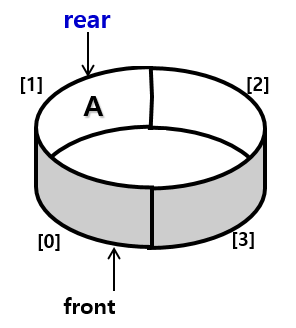 rear
[1] [2]
A
[0] [3]
front